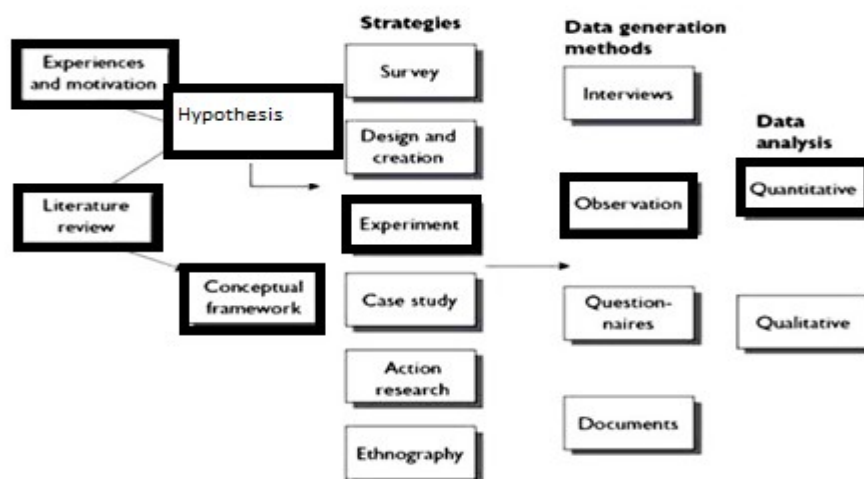 Strategies
Data generation
methods
Experiences
and motivation
Survey
Interviews
Hypothesis
Data
analysis
Design and
creation
Literature
review
Experiment
Observation
Quantitative
Conceptual
framework
Case study
Question-
naires
Qualitative
Action
research
Documents
Ethnography